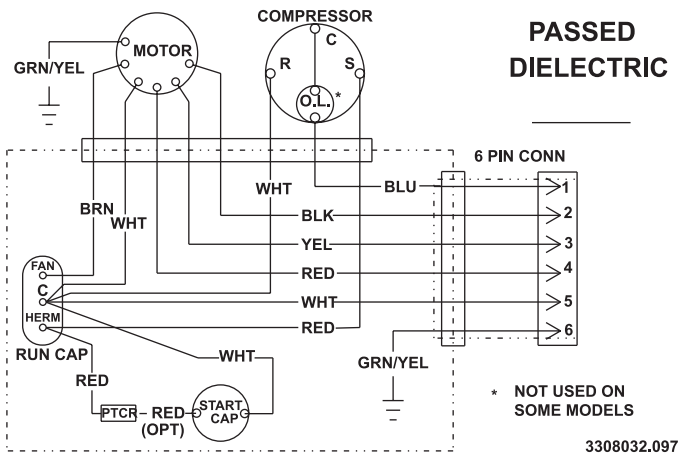 COMPRESSOR
PASSED
DIELECTRIC
MOTOR
C
GRN/YEL
R
S
O.L. *
6 PIN CONN
WHT
BLU
1
BRN
WHT
BLK
2
YEL
3
FAN
RED
4
C
WHT
5
HERM
RED
6
RUN CAP
WHT
GRN/YEL
RED
PTCR
RED
(OPT)
START
CAP
* NOT USED ON
SOME MODELS
3308032.097